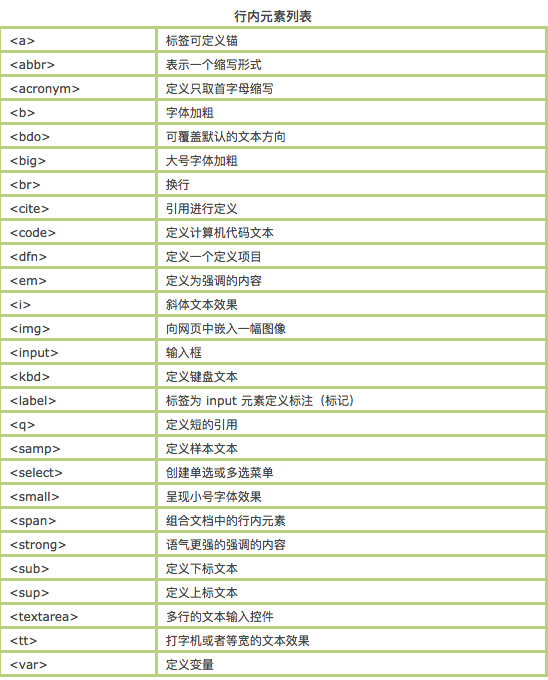 行内元素列表
<a> 标签可定义锚
<abbr> 表示一个缩写形式
<acronym> 定义只取首字母缩写
<b> 字体加粗
<bdo> 可覆盖默认的文本方向
<big> 大号字体加粗
<br> 换行
<cite> 引用进行定义
<code> 定义计算机代码文本
<dfn> 定义一个定义项目
<em> 定义为强调的内容
<i> 斜体文本效果
<img> 向网页中嵌入一幅图像
<input> 输入框
<kbd> 定义键盘文本
<label> 标签为 input 元素定义标注（标记）
<q> 定义短的引用
<samp> 定义样本文本
<select> 创建单选或多选菜单
<small> 呈现小号字体效果
<span> 组合文档中的行内元素
<strong> 语气更强的强调的内容
<sub> 定义下标文本
<sup> 定义上标文本
<textarea> 多行的文本输入控件
<tt> 打字机或者等宽的文本效果
<var> 定义变量